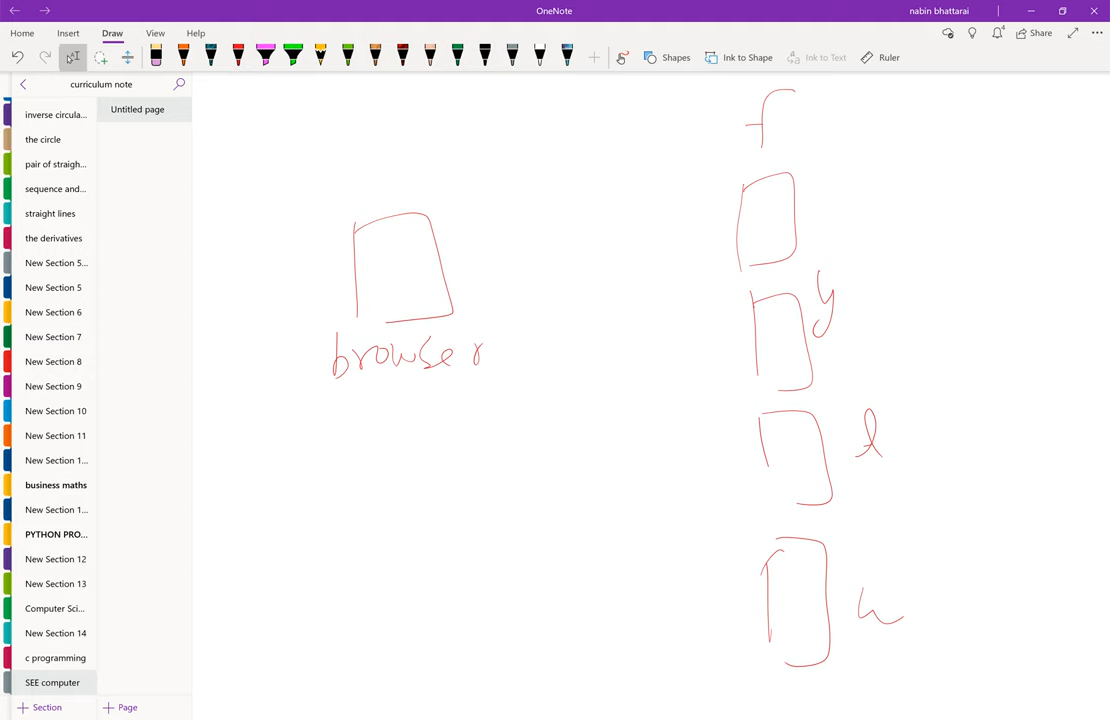 OneNote
nabin bhattarai
Home
Insert
Draw
View
Help
Share
Shapes
Ink to Shape
Ink to Text
Ruler
curriculum note
inverse circula...
the circle
pair of straigh...
sequence and...
straight lines
the derivatives
New Section 5...
New Section 5
New Section 6
New Section 7
New Section 8
New Section 9
New Section 10
New Section 11
New Section 1...
business maths
New Section 1...
PYTHON PRO...
New Section 12
New Section 13
Computer Sci...
New Section 14
c programming
SEE computer
Section
Untitled page
Page
f
y
browser
l